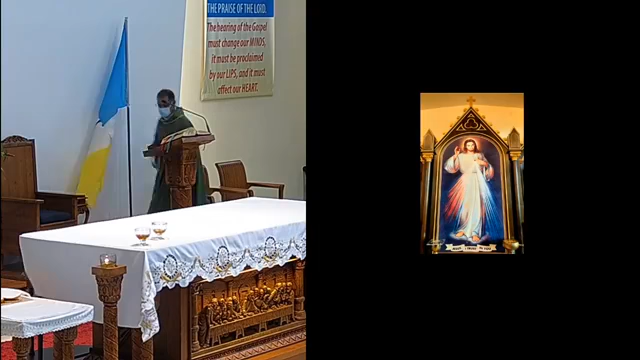 THE PRAISE OF THE LORD.
The hearing of the Gospel
must change our MINDS,
it must be proclaimed
by our LIPS, and it must
affect our HEART.